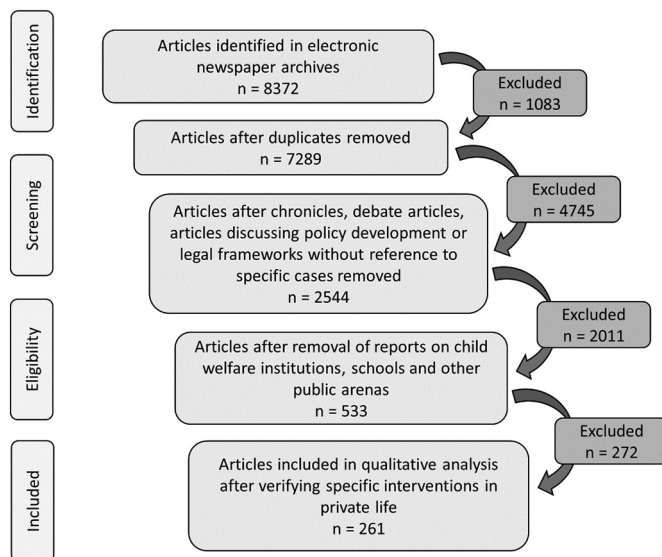 Identification
Articles identified in electronic
newspaper archives
n = 8372
Excluded
n = 1083
Articles after duplicates removed
n = 7289
Screening
Excluded
n = 4745
Articles after chronicles, debate articles,
articles discussing policy development or
legal frameworks without reference to
specific cases removed
n = 2544
Excluded
n = 2011
Eligibility
Articles after removal of reports on child
welfare institutions, schools and other
public arenas
n = 533
Excluded
n = 272
Included
Articles included in qualitative analysis
after verifying specific interventions in
private life
n = 261